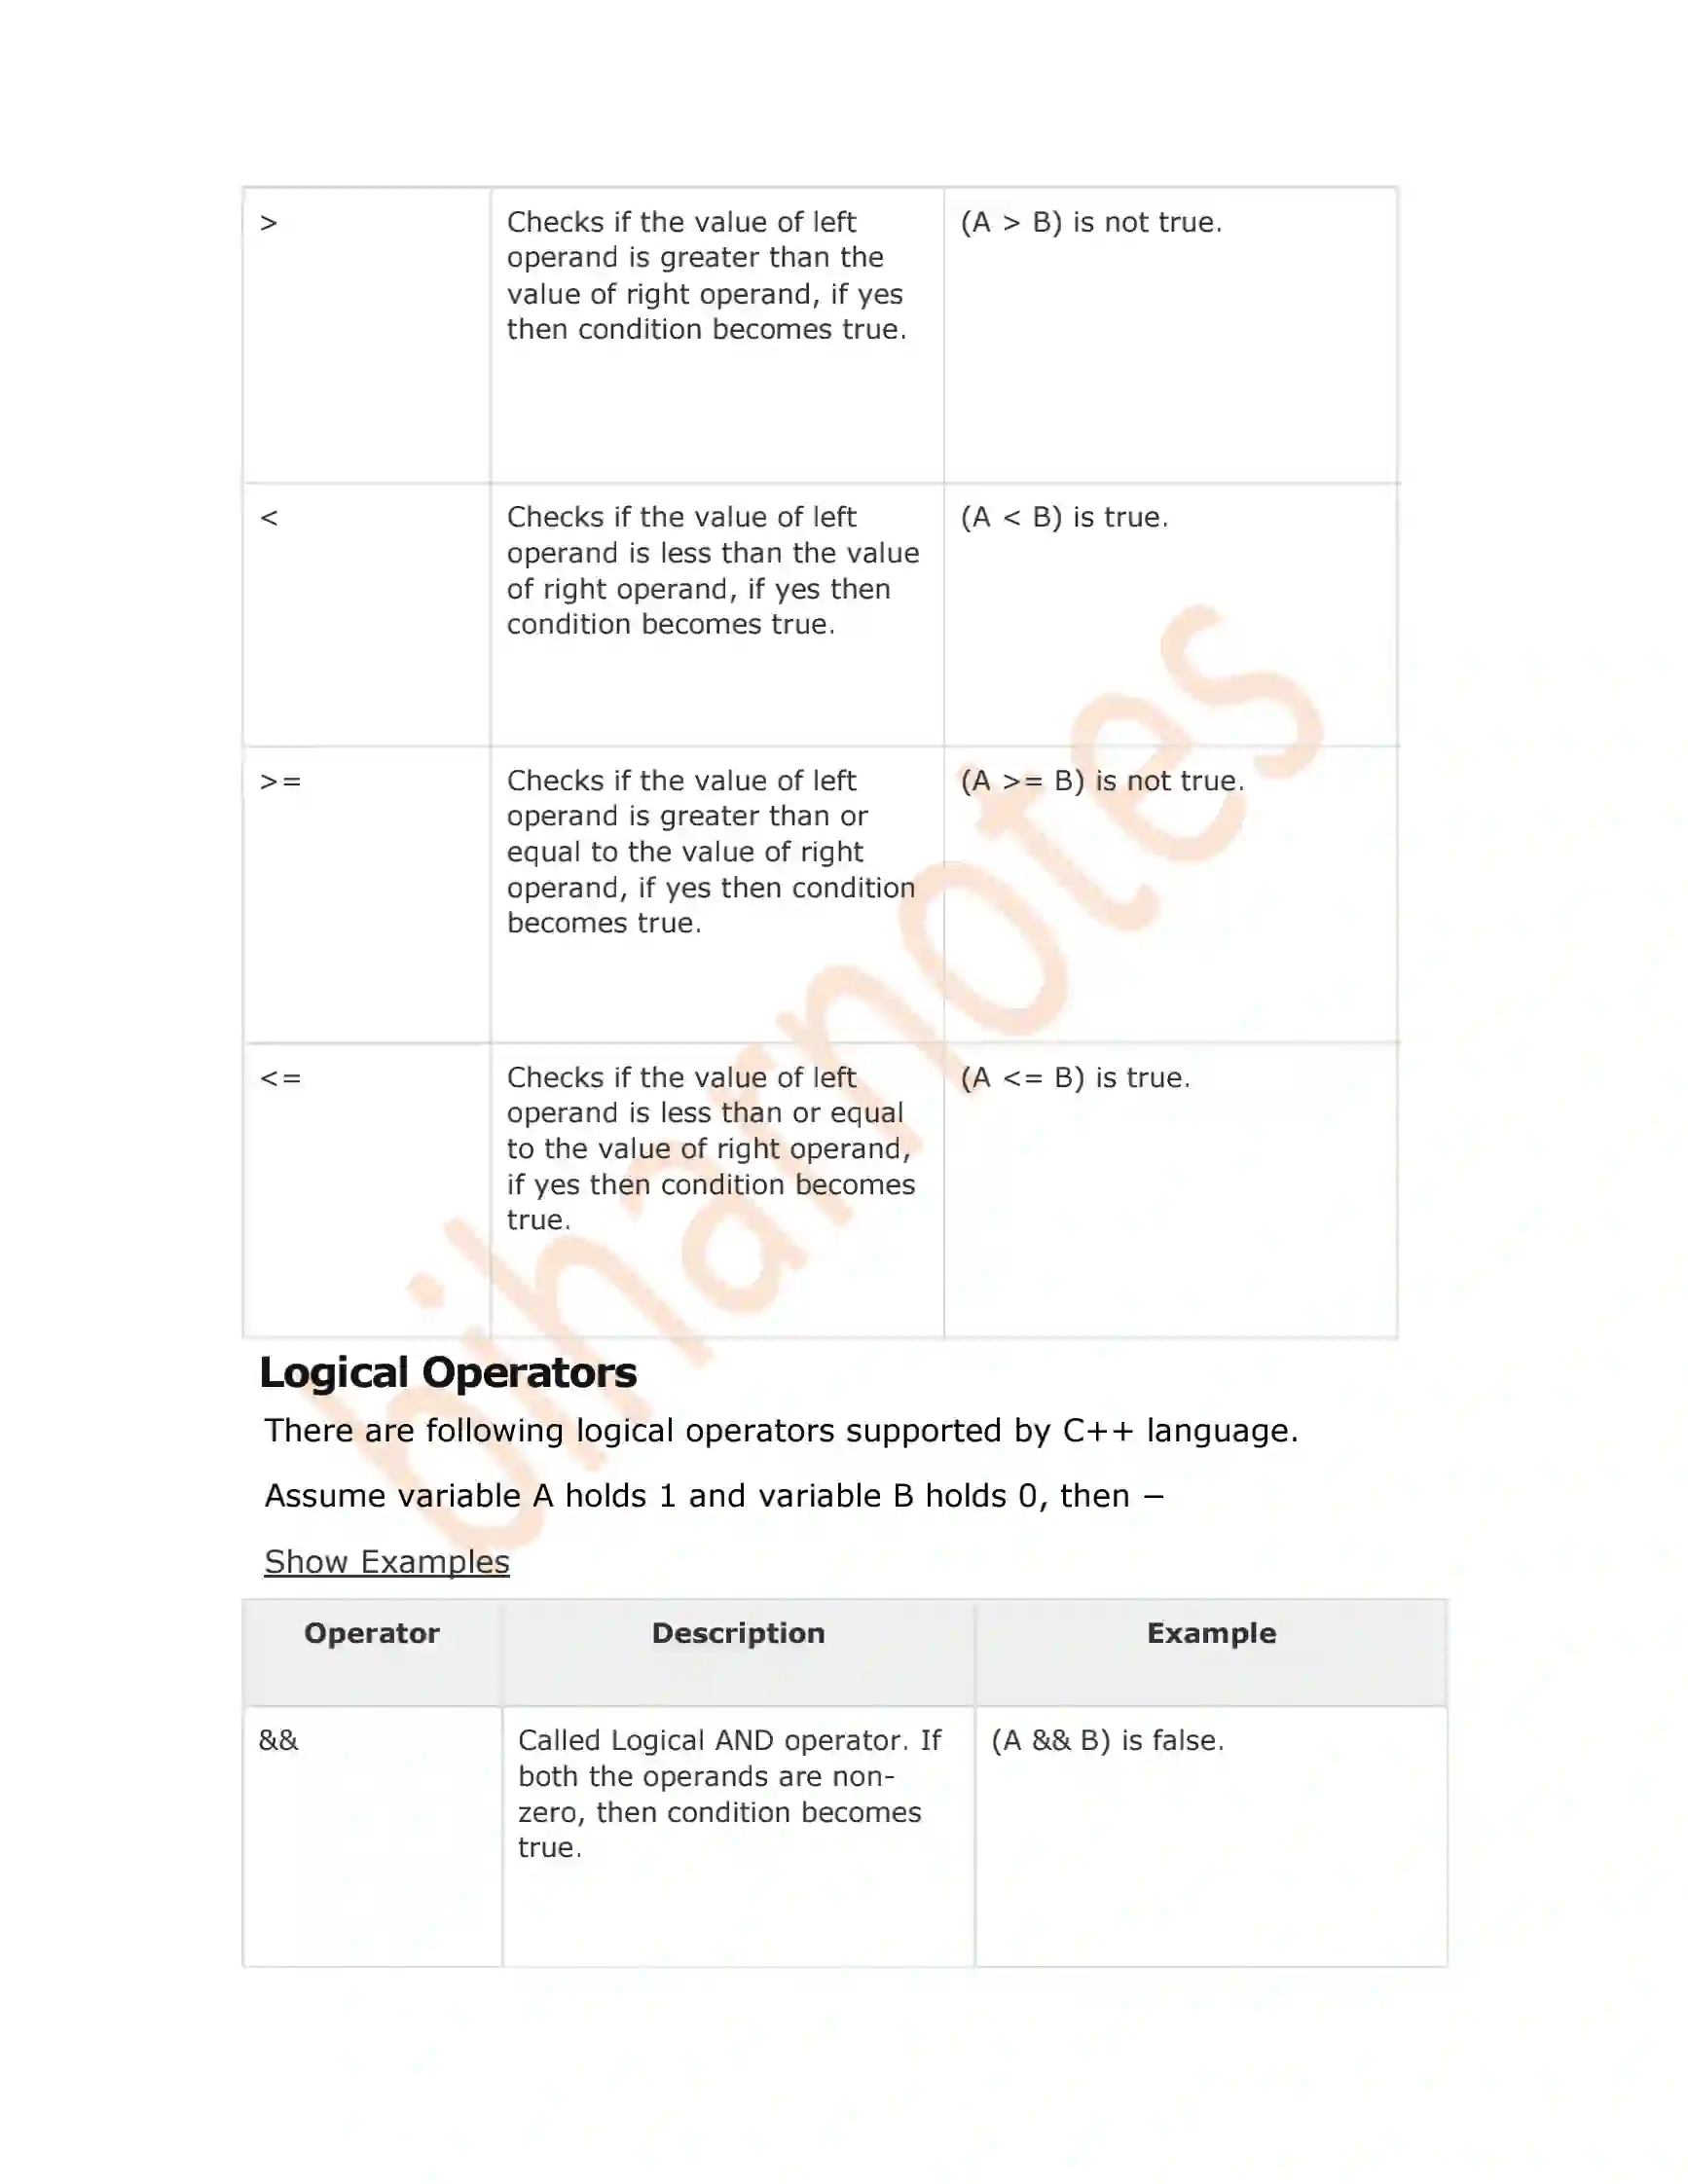 >
Checks if the value of left
operand is greater than the
value of right operand, if yes
then condition becomes true.
(A > B) is not true.
<
Checks if the value of left
operand is less than the value
of right operand, if yes then
condition becomes true.
(A < B) is true.
>=
Checks if the value of left
operand is greater than or
equal to the value of right
operand, if yes then condition
becomes true.
(A >= B) is not true.
<=
Checks if the value of left
operand is less than or equal
to the value of right operand,
if yes then condition becomes
true.
(A <= B) is true.
biharnotes
Logical Operators
There are following logical operators supported by C++ language.
Assume variable A holds 1 and variable B holds 0, then −
Show Examples
Operator Description Example
&&
Called Logical AND operator. If
both the operands are non-
zero, then condition becomes
true.
(A && B) is false.